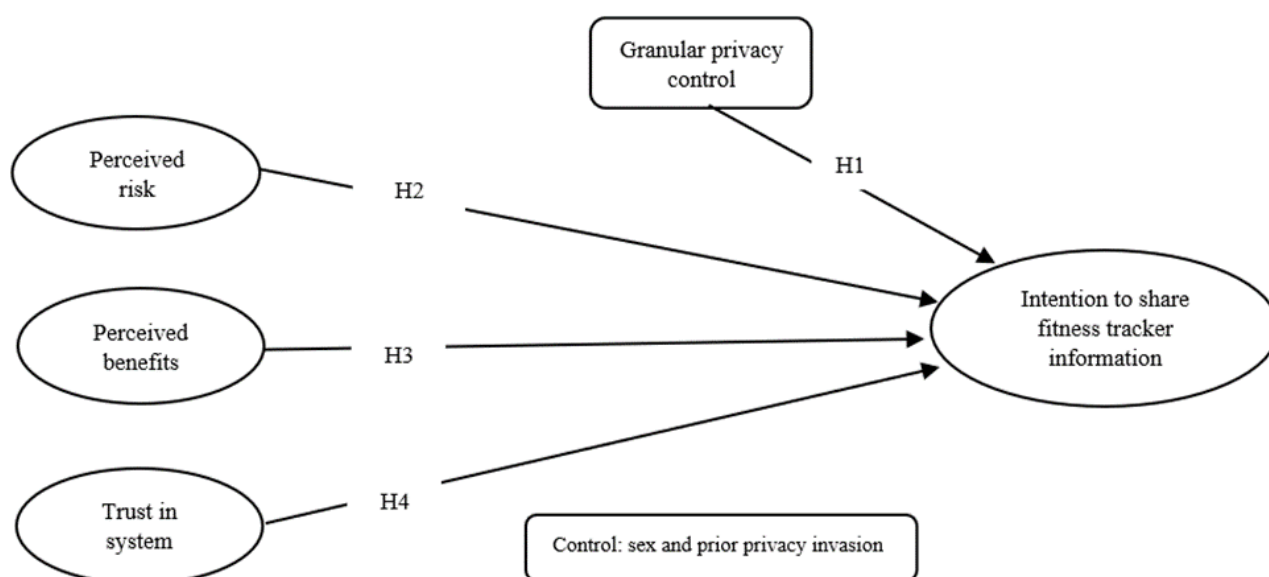 Granular privacy
control
H1
Perceived
risk
H2
Intention to share
fitness tracker
information
Perceived
benefits
H3
Trust in
system
H4
Control: sex and prior privacy invasion